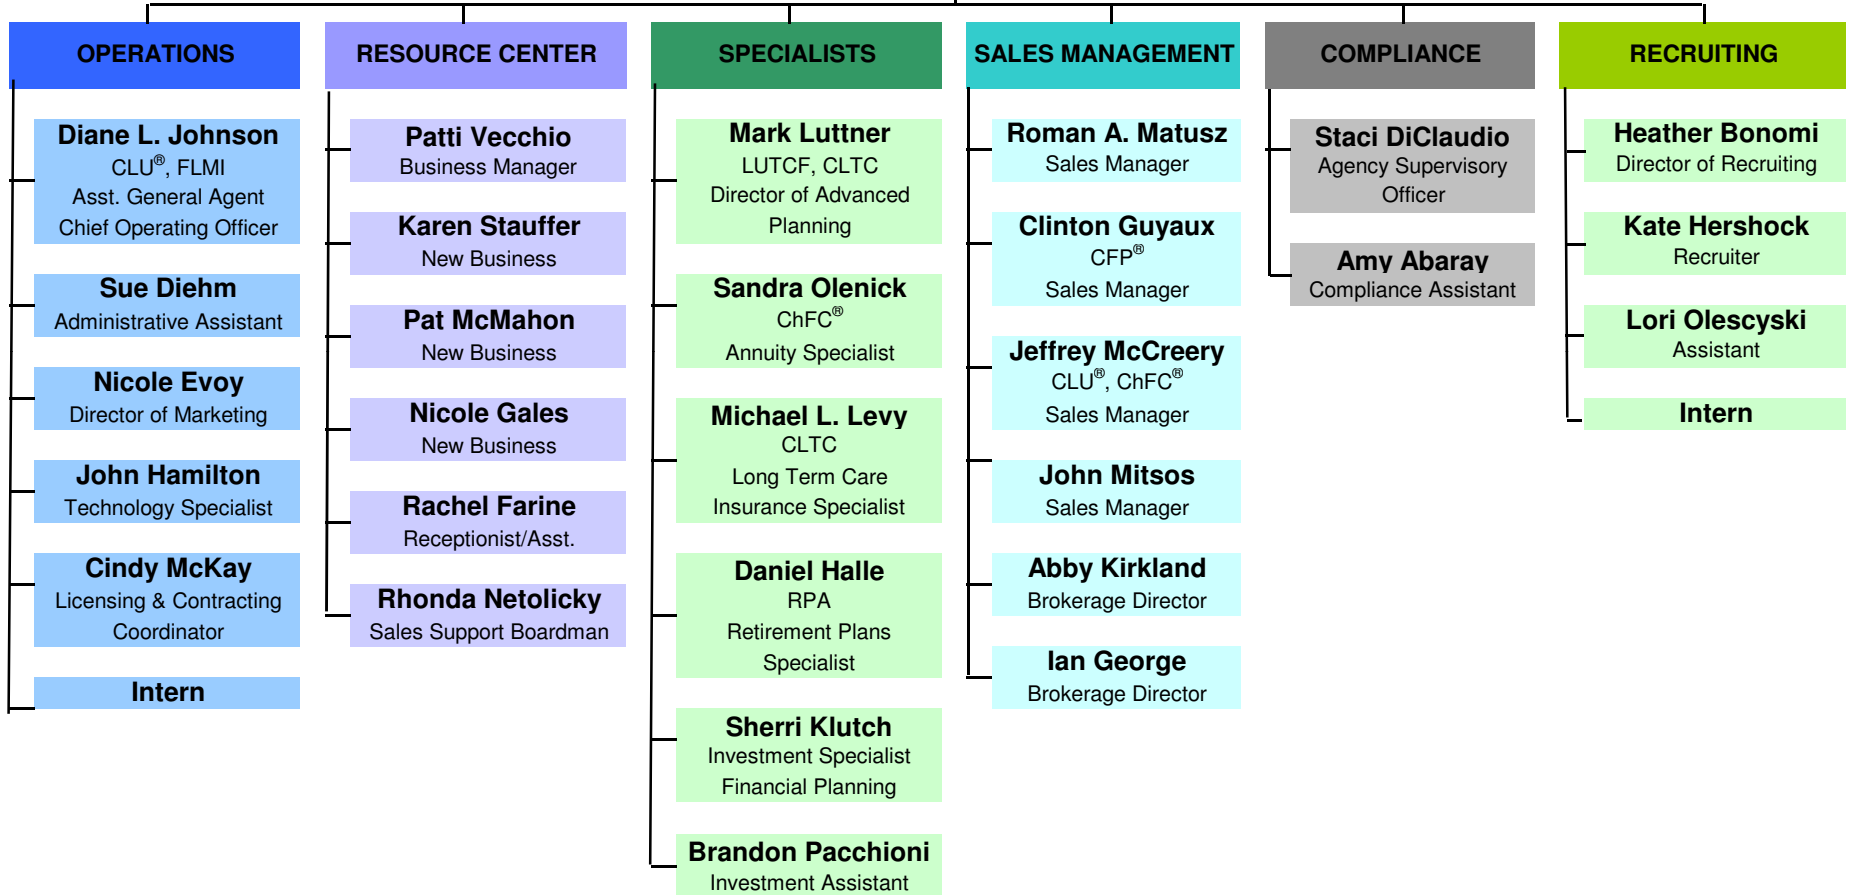 OPERATIONS
Diane L. Johnson
CLU®, FLMI
Asst. General Agent
Chief Operating Officer
Sue Diehm
Administrative Assistant
Nicole Evoy
Director of Marketing
John Hamilton
Technology Specialist
Cindy McKay
Licensing & Contracting
Coordinator
Intern
RESOURCE CENTER
Patti Vecchio
Business Manager
Karen Stauffer
New Business
Pat McMahon
New Business
Nicole Gales
New Business
Rachel Farine
Receptionist/Asst.
Rhonda Netolicky
Sales Support Boardman
SPECIALISTS
Mark Luttner
LUTCF, CLTC
Director of Advanced
Planning
Sandra Olenick
ChFC®
Annuity Specialist
Michael L. Levy
CLTC
Long Term Care
Insurance Specialist
Daniel Halle
RPA
Retirement Plans
Specialist
Sherri Klutch
Investment Specialist
Financial Planning
Brandon Pacchioni
Investment Assistant
SALES MANAGEMENT
Roman A. Matusz
Sales Manager
Clinton Guyaux
CFP®
Sales Manager
Jeffrey McCreery
CLU®, ChFC®
Sales Manager
John Mitsos
Sales Manager
Abby Kirkland
Brokerage Director
Ian George
Brokerage Director
COMPLIANCE
Staci DiClaudio
Agency Supervisory
Officer
Amy Abaray
Compliance Assistant
RECRUITING
Heather Bonomi
Director of Recruiting
Kate Hershock
Recruiter
Lori Olescyski
Assistant
Intern